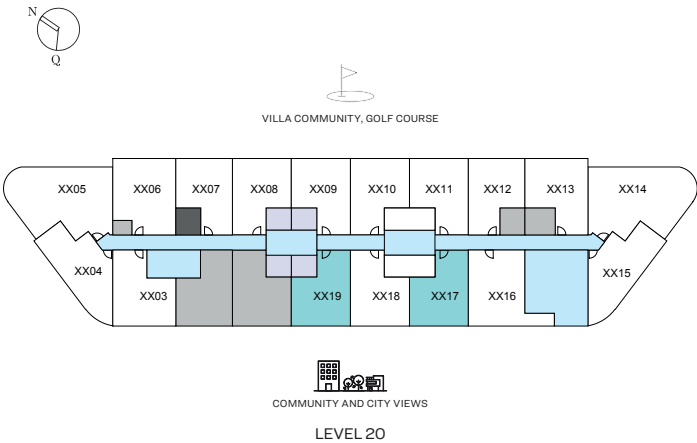 N
Q
VILLA COMMUNITY, GOLF COURSE
XX05 XX06 XX07 XX08 XX09 XX10 XX11 XX12 XX13 XX14
XX04 XX15
XX03 XX19 XX18 XX17 XX16
COMMUNITY AND CITY VIEWS
LEVEL 20